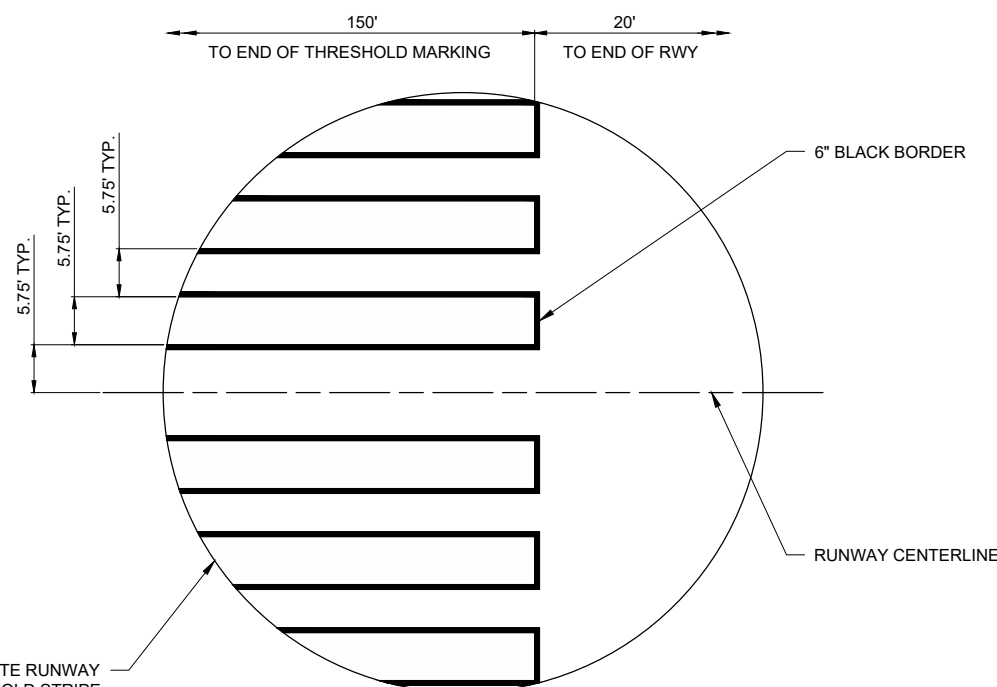 150'
20'
TO END OF THRESHOLD MARKING
TO END OF RWY
6" BLACK BORDER
5.75' TYP.
5.75' TYP.
5.75' TYP.
RUNWAY CENTERLINE
RUNWAY